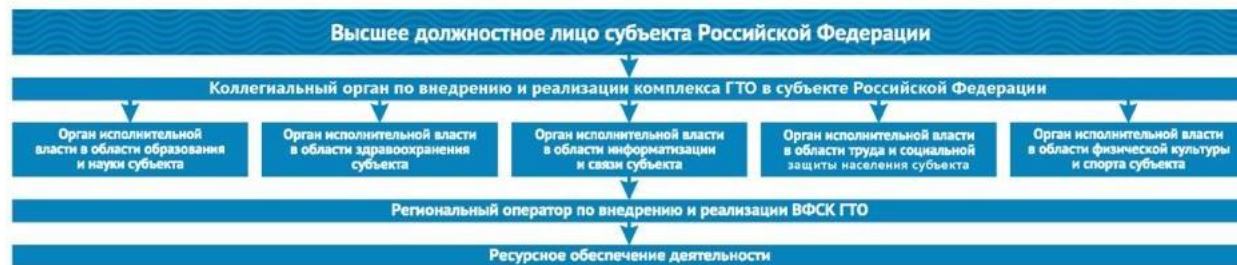 Высшее должностное лицо субъекта Российской Федерации
Коллегиальный орган по внедрению и реализации комплекса ГТО в субъекте Российской Федерации
Орган исполнительной
власти в области образования
и науки субъекта
Орган исполнительной власти
в области здравоохранения
субъекта
Орган исполнительной власти
в области информатизации
и связи субъекта
Орган исполнительной власти
в области труда и социальной
защиты населения субъекта
Орган исполнительной власти
в области физической культуры
и спорта субъекта
Региональный оператор по внедрению и реализации ВФСК ГТО
Ресурсное обеспечение деятельности